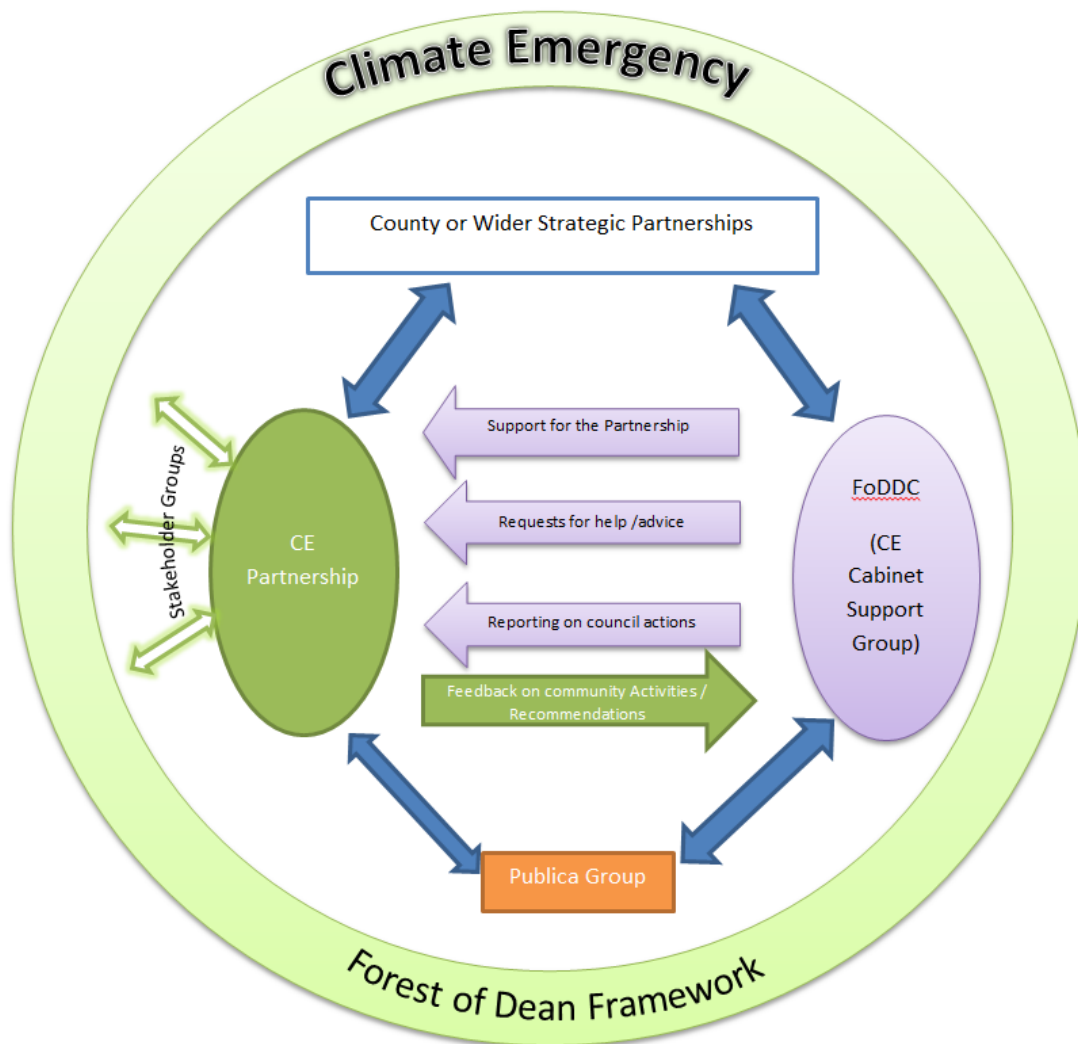 Climate Emergency
County or Wider Strategic Partnerships
Support for the Partnership
Stakeholder Groups
FoDDC
Requests for help /advice
CE
Partnership
(CE
Cabinet
Support
Group)
Reporting on council actions
Feedback on community Activities /
Recommendations
Publica Group
Forest of Dean Framework